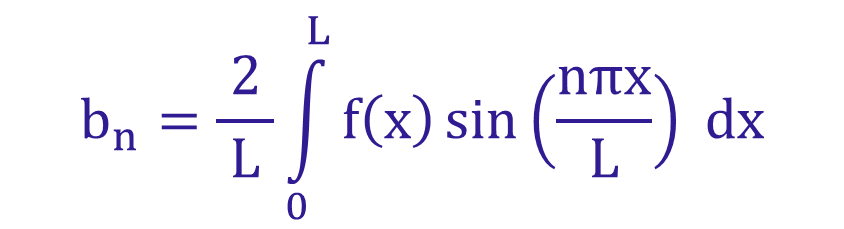 bₙ = 2/L ∫₀ᴸ f(x) sin (nπx/L) dx